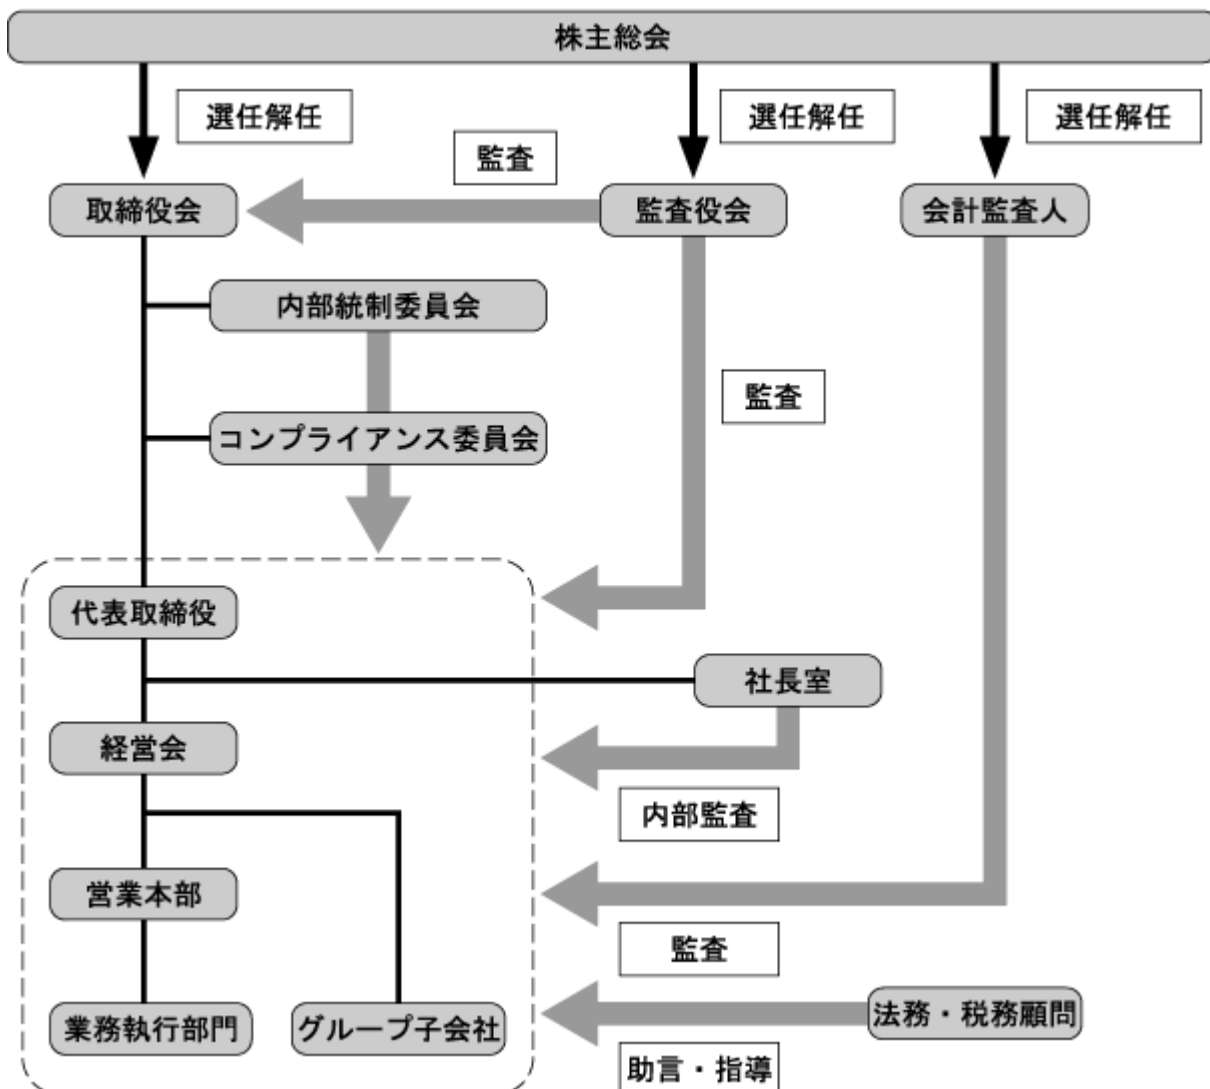 株主総会
選任解任
選任解任
選任解任
監査
取締役会
監査役会
会計監査人
内部統制委員会
監査
コンプライアンス委員会
代表取締役
社長室
経営会
内部監査
営業本部
監査
業務執行部門
グループ子会社
法務・税務顧問
助言・指導